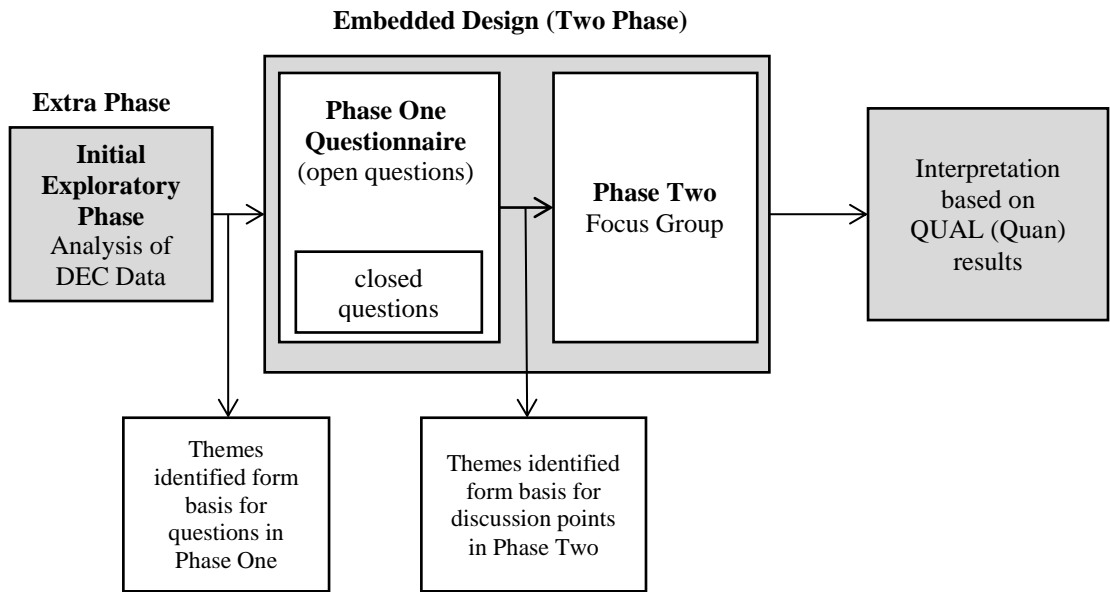 Embedded Design (Two Phase)
Extra Phase
Initial
Exploratory
Phase
Analysis of
DEC Data
Phase One
Questionnaire
(open questions)
closed
questions
Phase Two
Focus Group
Interpretation
based on
QUAL (Quan)
results
Themes
identified form
basis for
questions in
Phase One
Themes identified
form basis for
discussion points
in Phase Two